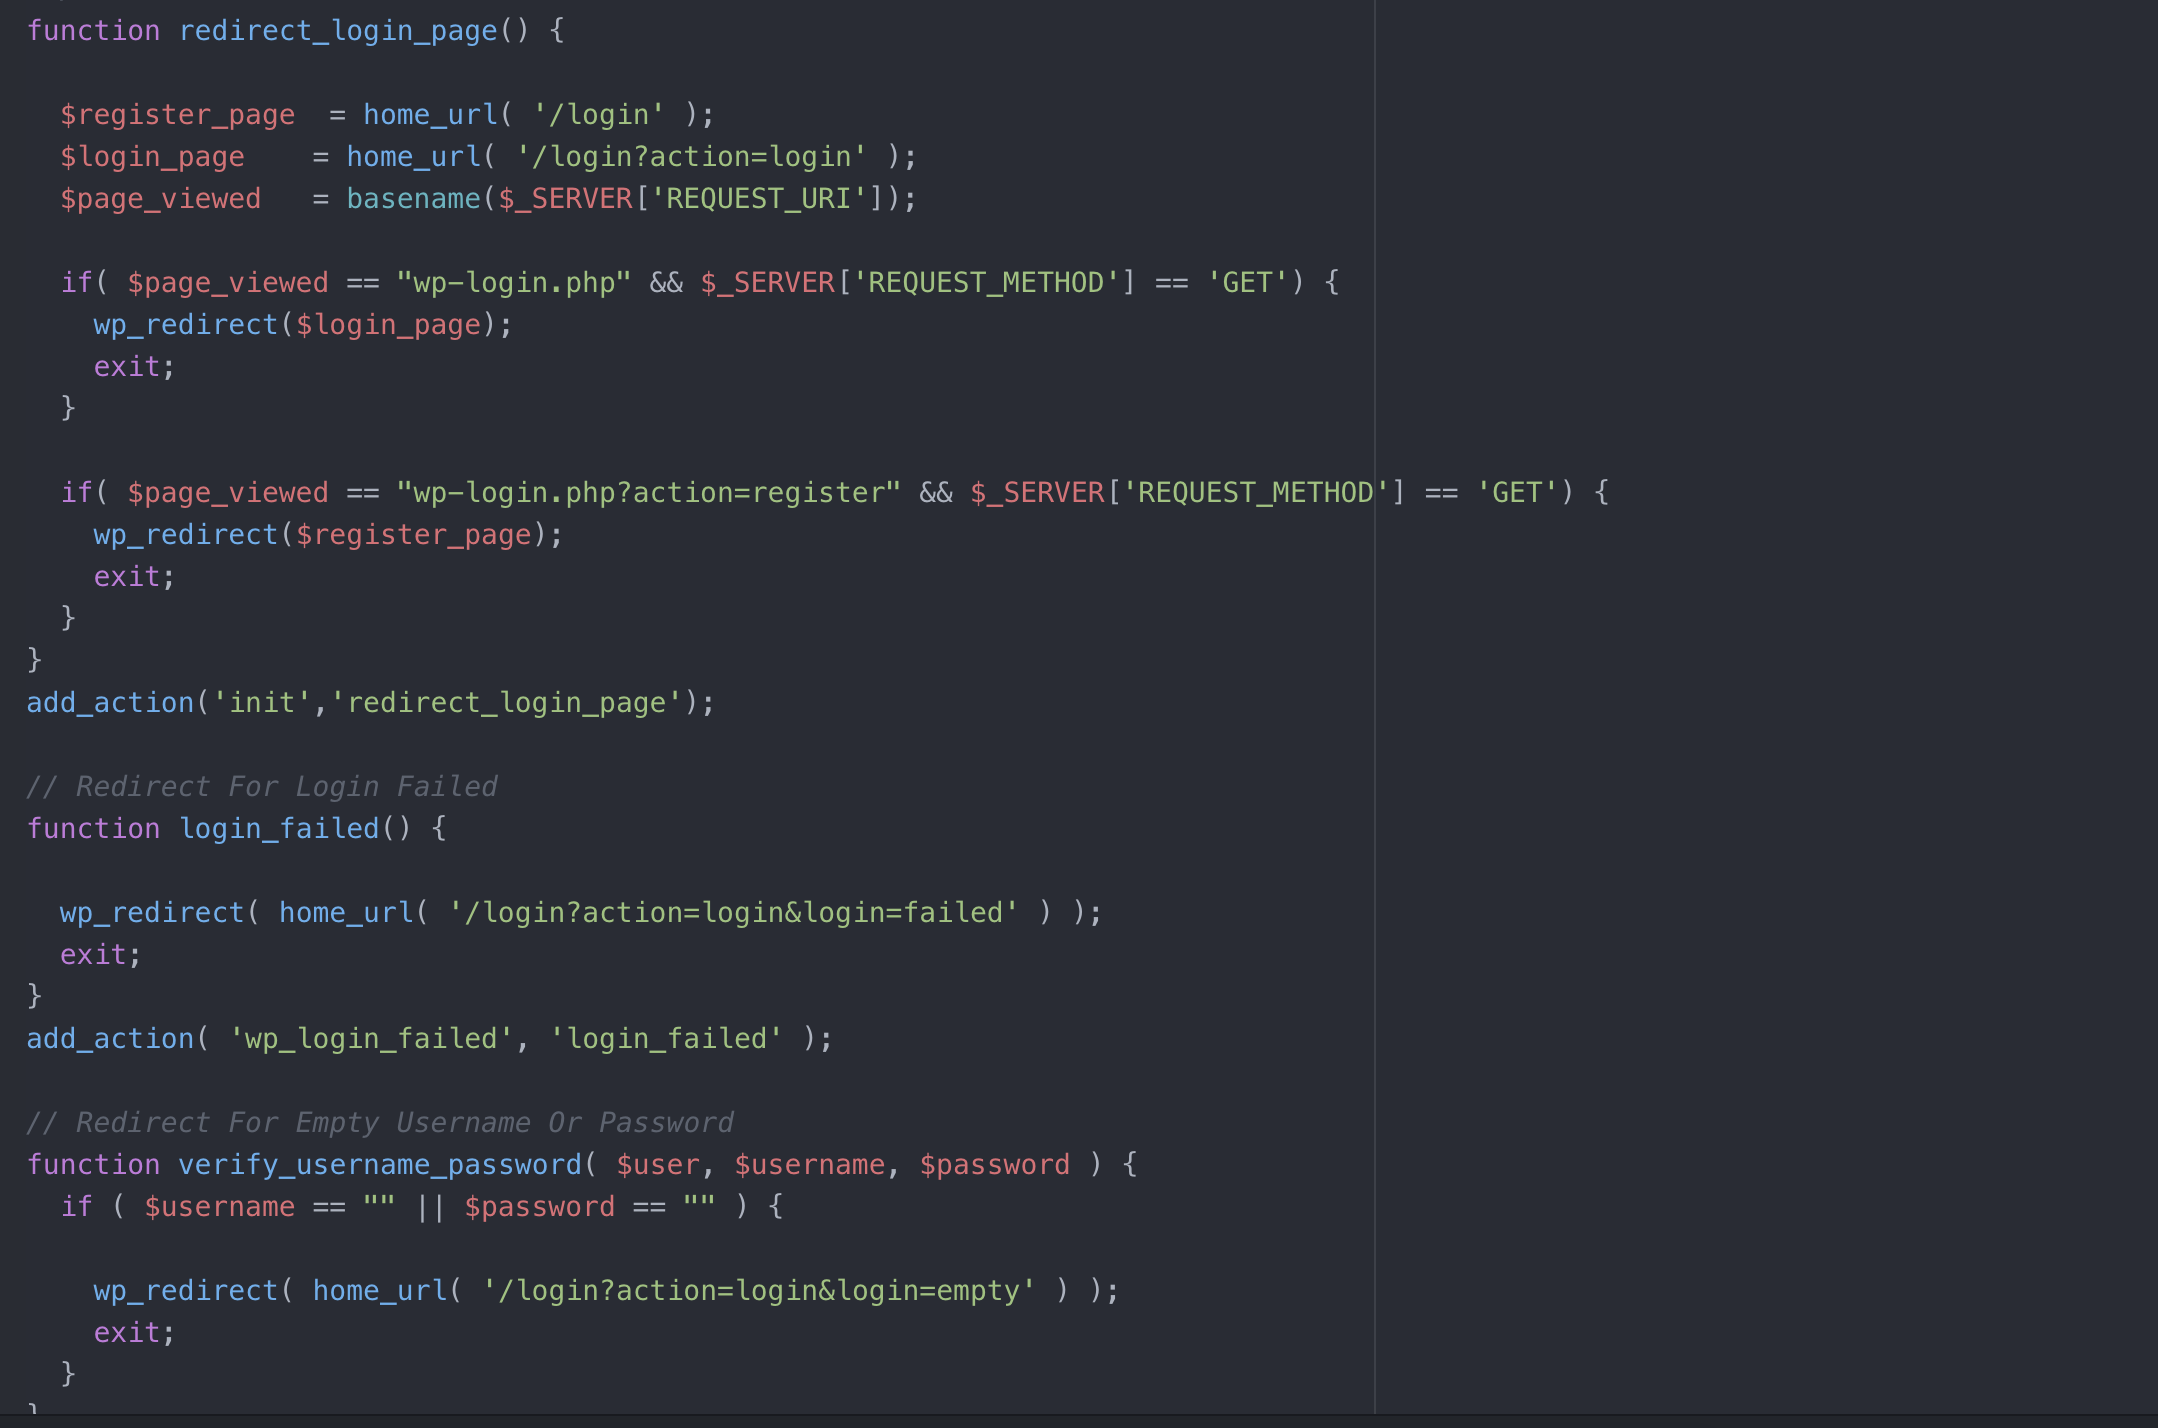 function redirect_login_page() {
$register_page  = home_url( '/login' );
$login_page    = home_url( '/login?action=login' );
$page_viewed   = basename($_SERVER['REQUEST_URI']);
if( $page_viewed == "wp-login.php" && $_SERVER['REQUEST_METHOD'] == 'GET') {
wp_redirect($login_page);
exit;
}
if( $page_viewed == "wp-login.php?action=register" && $_SERVER['REQUEST_METHOD'] == 'GET') {
wp_redirect($register_page);
exit;
}
}
add_action('init','redirect_login_page');
// Redirect For Login Failed
function login_failed() {
wp_redirect( home_url( '/login?action=login&login=failed' ) );
exit;
}
add_action( 'wp_login_failed', 'login_failed' );
// Redirect For Empty Username Or Password
function verify_username_password( $user, $username, $password ) {
if ( $username == "" || $password == "" ) {
wp_redirect( home_url( '/login?action=login&login=empty' ) );
exit;
}
}